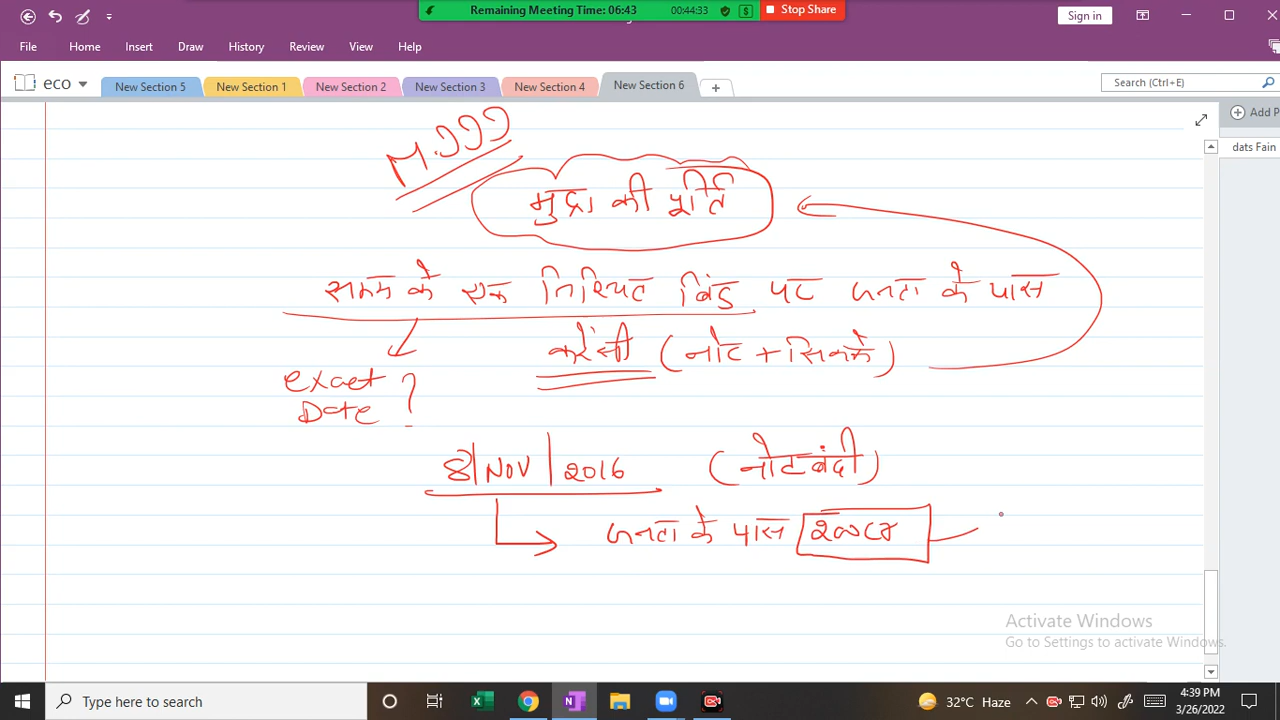 Remaining Meeting Time: 06:43 00:44:33 Stop Share
Sign in
File Home Insert Draw History Review View Help
eco New Section 5 New Section 1 New Section 2 New Section 3 New Section 4 New Section 6 Search (Ctrl+E)
Add P
dats Fain
मुद्रा की पूर्ति
समय के एक निश्चित बिंदु पर जनता के पास
करेंसी (नोट + सिक्के)
exact
Date ?
8|NOV|2016 (नोटबंदी)
जनता के पास
Activate Windows
Go to Settings to activate Windows.
Type here to search
32°C Haze
4:39 PM
3/26/2022